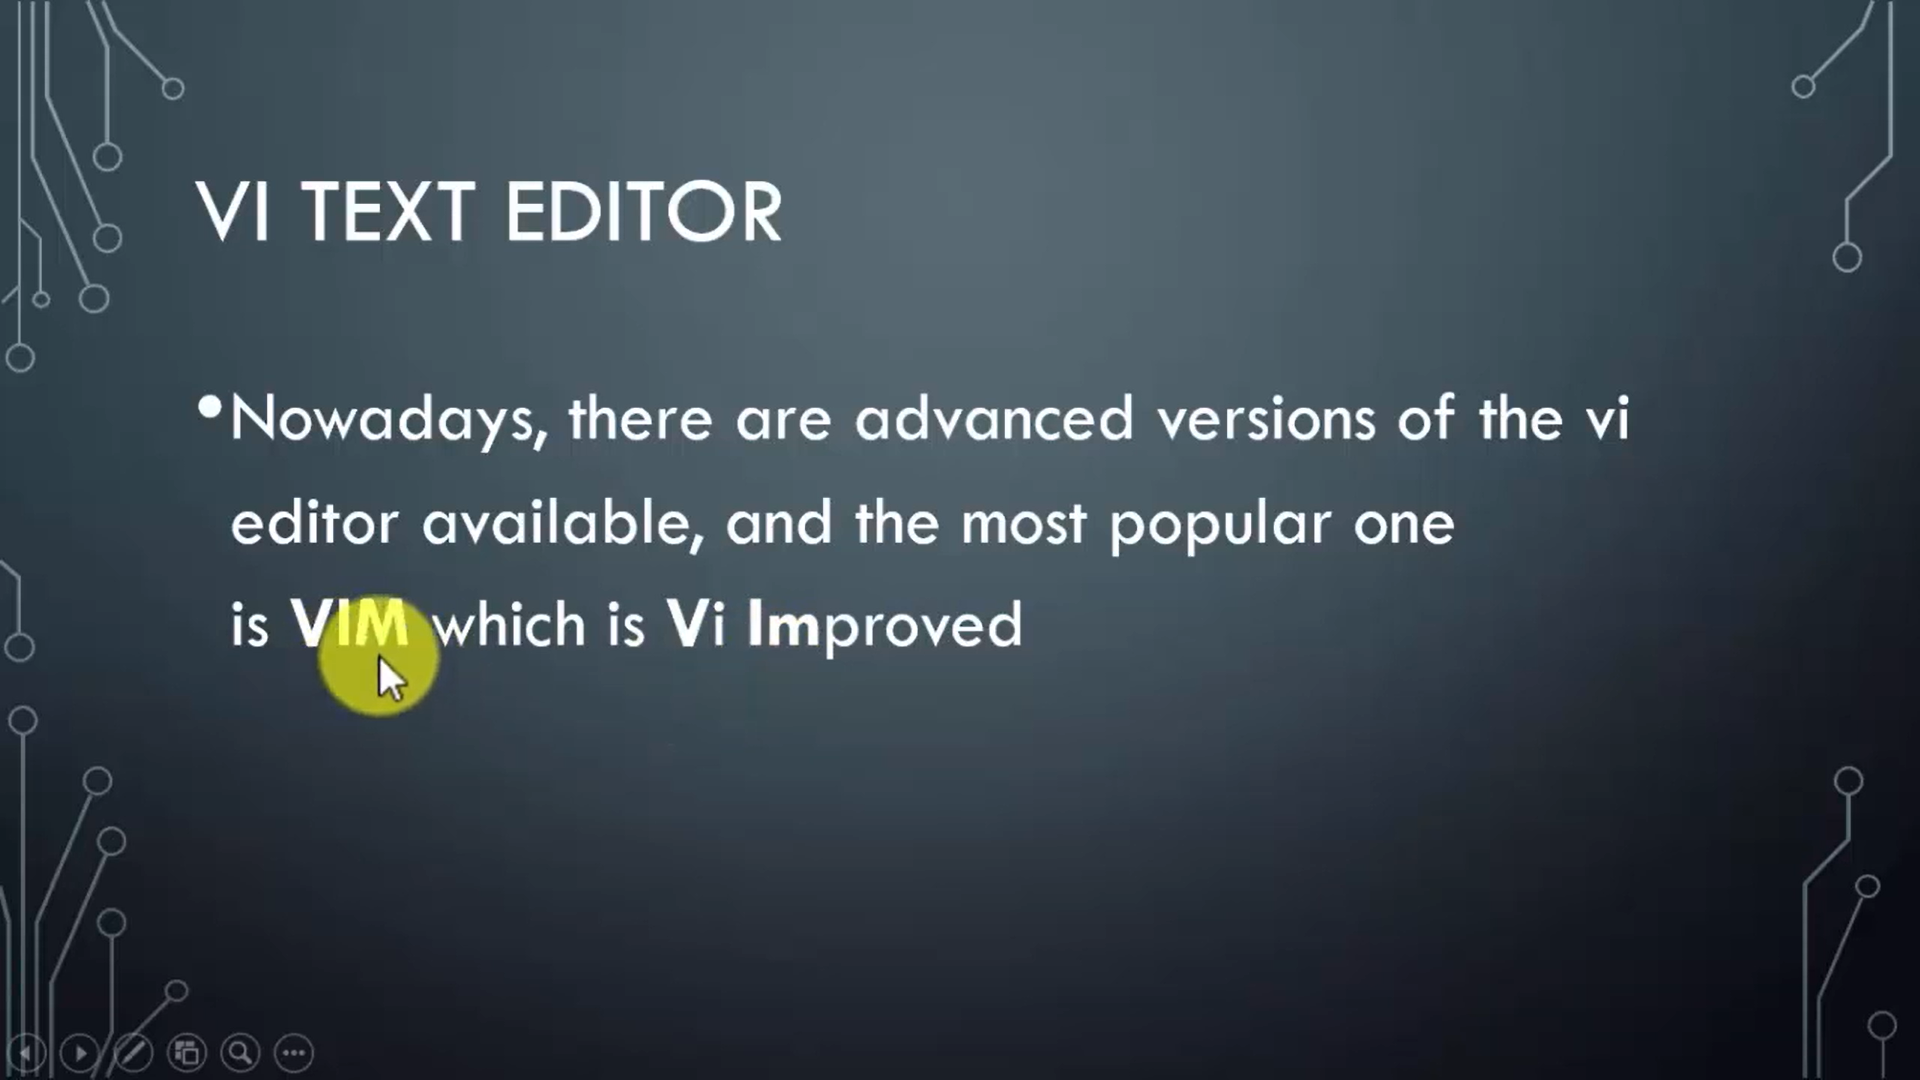 VI TEXT EDITOR
•Nowadays, there are advanced versions of the vi
editor available, and the most popular one
is VIM which is Vi Improved